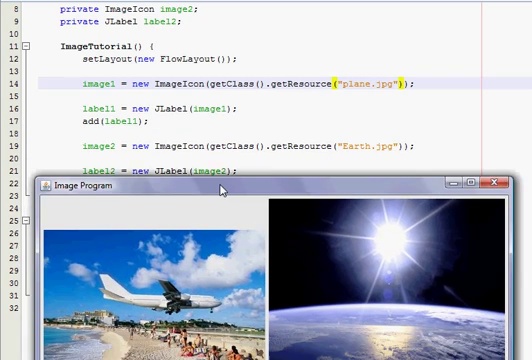 8 private ImageIcon image2;
9 private JLabel label2;
10
11 ImageTutorial() {
12 setLayout(new FlowLayout());
13
14 image1 = new ImageIcon(getClass().getResource("plane.jpg"));
15
16 label1 = new JLabel(image1);
17 add(label1);
18
19 image2 = new ImageIcon(getClass().getResource("Earth.jpg"));
20
21 label2 = new JLabel(image2);
22
Image Program
23
24
25
26
27
28
29
30
31
32